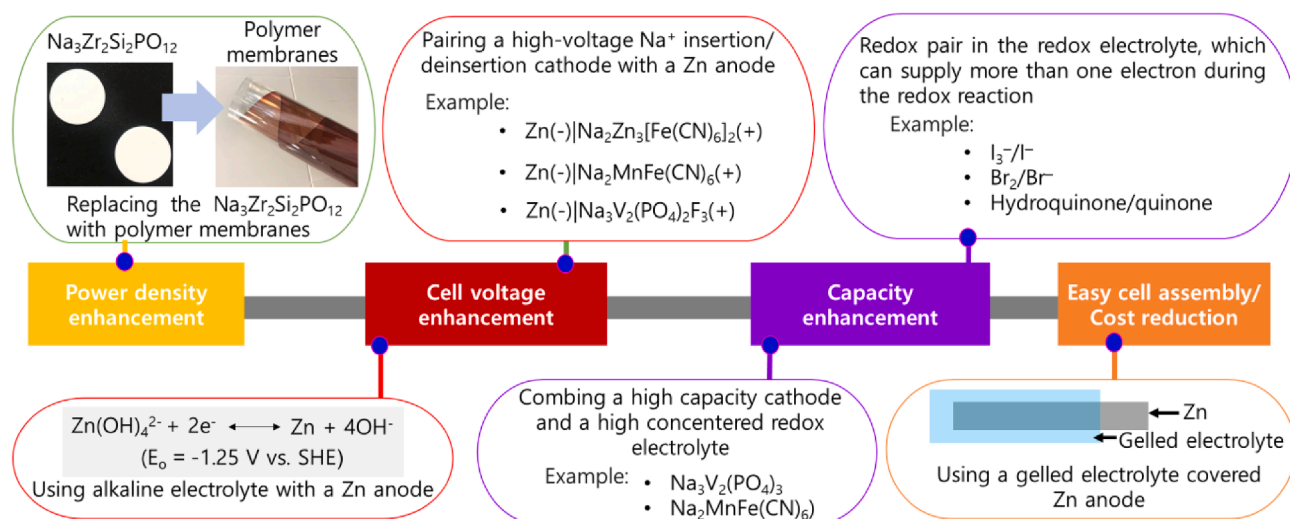 Na₃Zr₂Si₂PO₁₂
Polymer
membranes
Replacing the Na₃Zr₂Si₂PO₁₂
with polymer membranes
Pairing a high-voltage Na⁺ insertion/
deinsertion cathode with a Zn anode
Example:
• Zn(-)|Na₂Zn₃[Fe(CN)₆]₂(+)
• Zn(-)|Na₂MnFe(CN)₆(+)
• Zn(-)|Na₃V₂(PO₄)₂F₃(+)
Redox pair in the redox electrolyte, which
can supply more than one electron during
the redox reaction
Example:
• I₃⁻/I⁻
• Br₂/Br⁻
• Hydroquinone/quinone
Power density
enhancement
Cell voltage
enhancement
Capacity
enhancement
Easy cell assembly/
Cost reduction
Zn(OH)₄²⁻ + 2e⁻ ⟷ Zn + 4OH⁻
(Eₒ = -1.25 V vs. SHE)
Using alkaline electrolyte with a Zn anode
Combing a high capacity cathode
and a high concentered redox
electrolyte
Example:
• Na₃V₂(PO₄)₃
• Na₂MnFe(CN)₆)
Zn
Gelled electrolyte
Using a gelled electrolyte covered
Zn anode